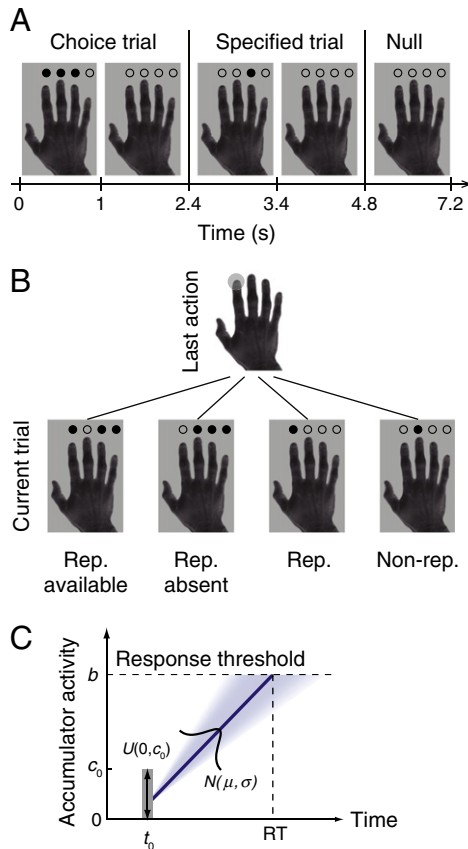 A
Choice trial Specified trial Null
0 1 2.4 3.4 4.8 7.2
Time (s)
B
Last action
Current trial
Rep. available
Rep. absent
Rep.
Non-rep.
C
Accumulator activity
Response threshold
b
U(0,c₀)
c₀
N(μ,σ)
0
t₀
RT
Time